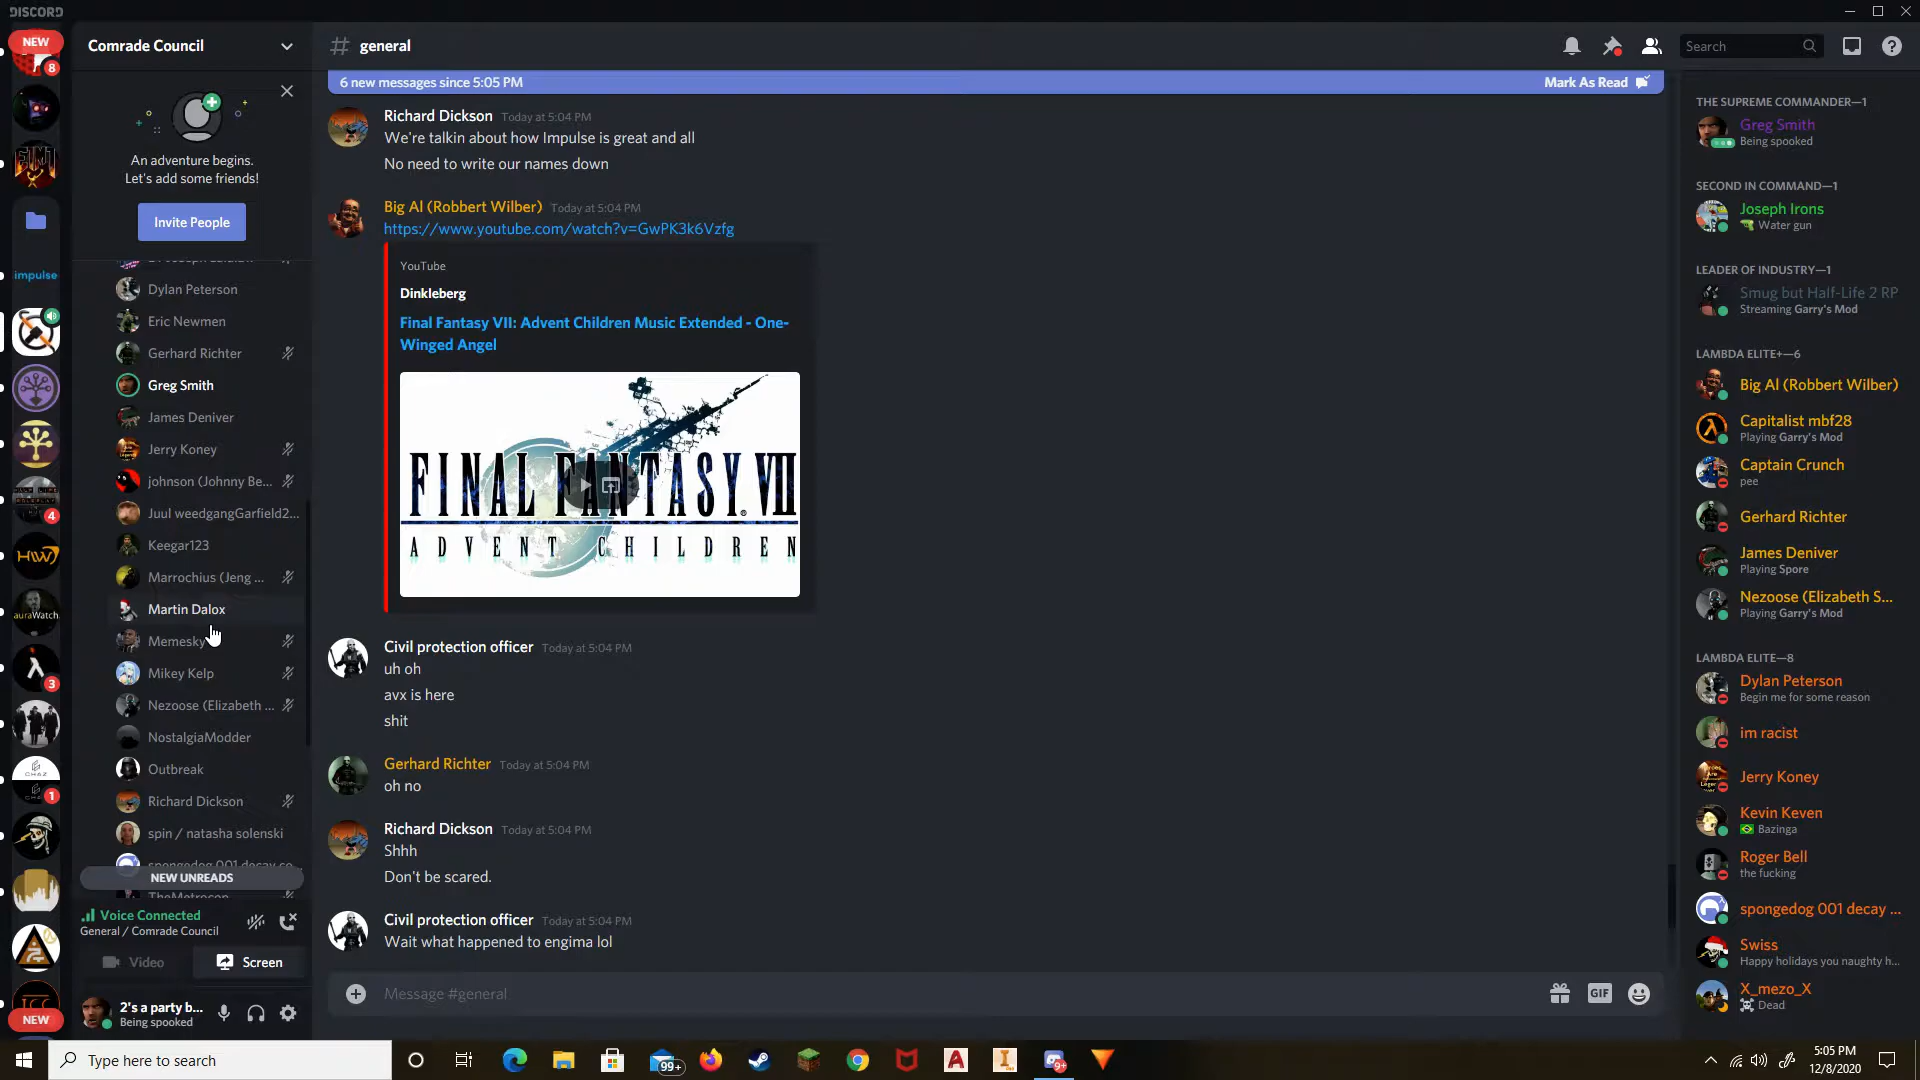 DISCORD
NEW
8
impulse
4
HW
auraWatch
3
CHAZ
CHAZ
1
ICC
NEW
Comrade Council
An adventure begins.
Let's add some friends!
Invite People
Dylan Peterson
Eric Newmen
Gerhard Richter
Greg Smith
James Deniver
Jerry Koney
johnson (Johnny Be...
Juul weedgangGarfield2...
Keegar123
Marrochius (Jeng ...
Martin Dalox
Memesky
Mikey Kelp
Nezoose (Elizabeth ...
NostalgiaModder
Outbreak
Richard Dickson
spin / natasha solenski
spongedog 001 decay co...
NEW UNREADS
TheMetrocop
Voice Connected
General / Comrade Council
Video
Screen
2's a party b...
Being spooked
# general
Search
6 new messages since 5:05 PM
Mark As Read
Richard Dickson Today at 5:04 PM
We're talkin about how Impulse is great and all
No need to write our names down
Big Al (Robbert Wilber) Today at 5:04 PM
https://www.youtube.com/watch?v=GwPK3k6Vzfg
YouTube
Dinkleberg
Final Fantasy VII: Advent Children Music Extended - One-
Winged Angel
FINAL FANTASY VII
ADVENT CHILDREN
Civil protection officer Today at 5:04 PM
uh oh
avx is here
shit
Gerhard Richter Today at 5:04 PM
oh no
Richard Dickson Today at 5:04 PM
Shhh
Don't be scared.
Civil protection officer Today at 5:04 PM
Wait what happened to engima lol
Message #general
GIF
THE SUPREME COMMANDER—1
Greg Smith
Being spooked
SECOND IN COMMAND—1
Joseph Irons
Water gun
LEADER OF INDUSTRY—1
Smug but Half-Life 2 RP
Streaming Garry's Mod
LAMBDA ELITE+—6
Big Al (Robbert Wilber)
Capitalist mbf28
Playing Garry's Mod
Captain Crunch
pee
Gerhard Richter
James Deniver
Playing Spore
Nezoose (Elizabeth S...
Playing Garry's Mod
LAMBDA ELITE—8
Dylan Peterson
Begin me for some reason
im racist
Jerry Koney
Kevin Keven
Bazinga
Roger Bell
the fucking
spongedog 001 decay ...
Swiss
Happy holidays you naughty h...
X_mezo_X
Dead
Type here to search
99+
9+
5:05 PM
12/8/2020